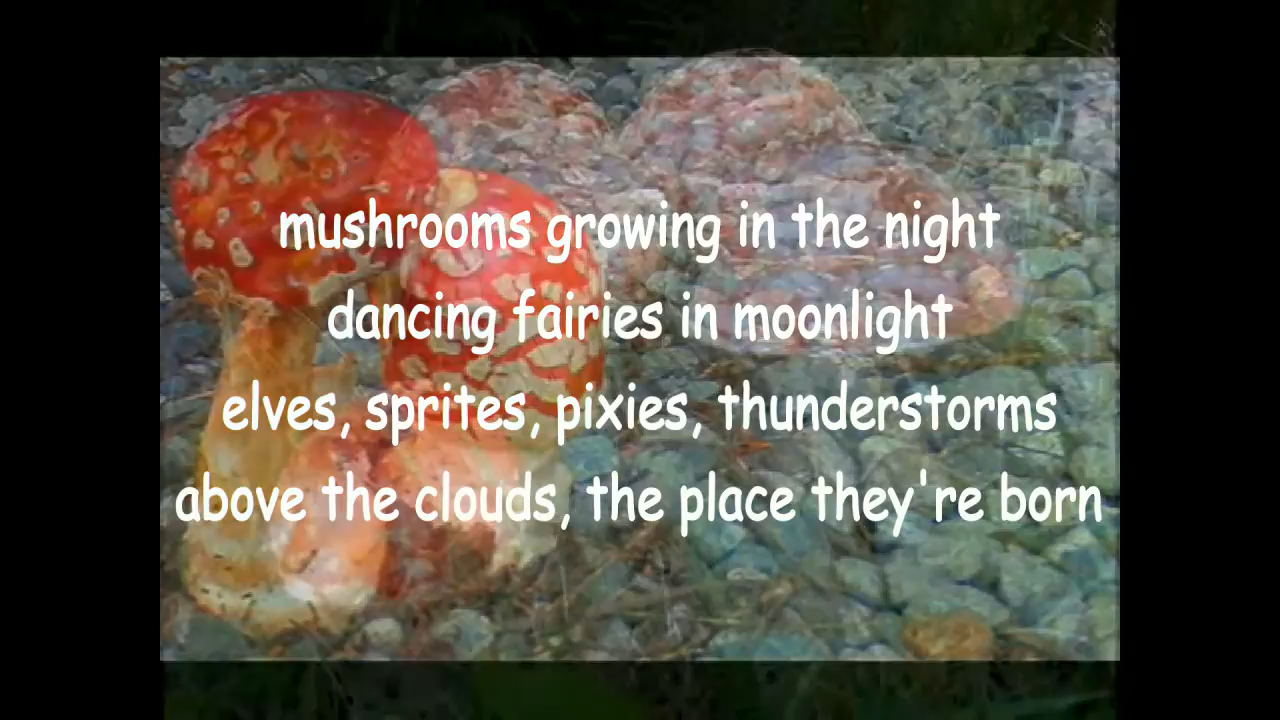 mushrooms growing in the night
dancing fairies in moonlight
elves, sprites, pixies, thunderstorms
above the clouds, the place they're born